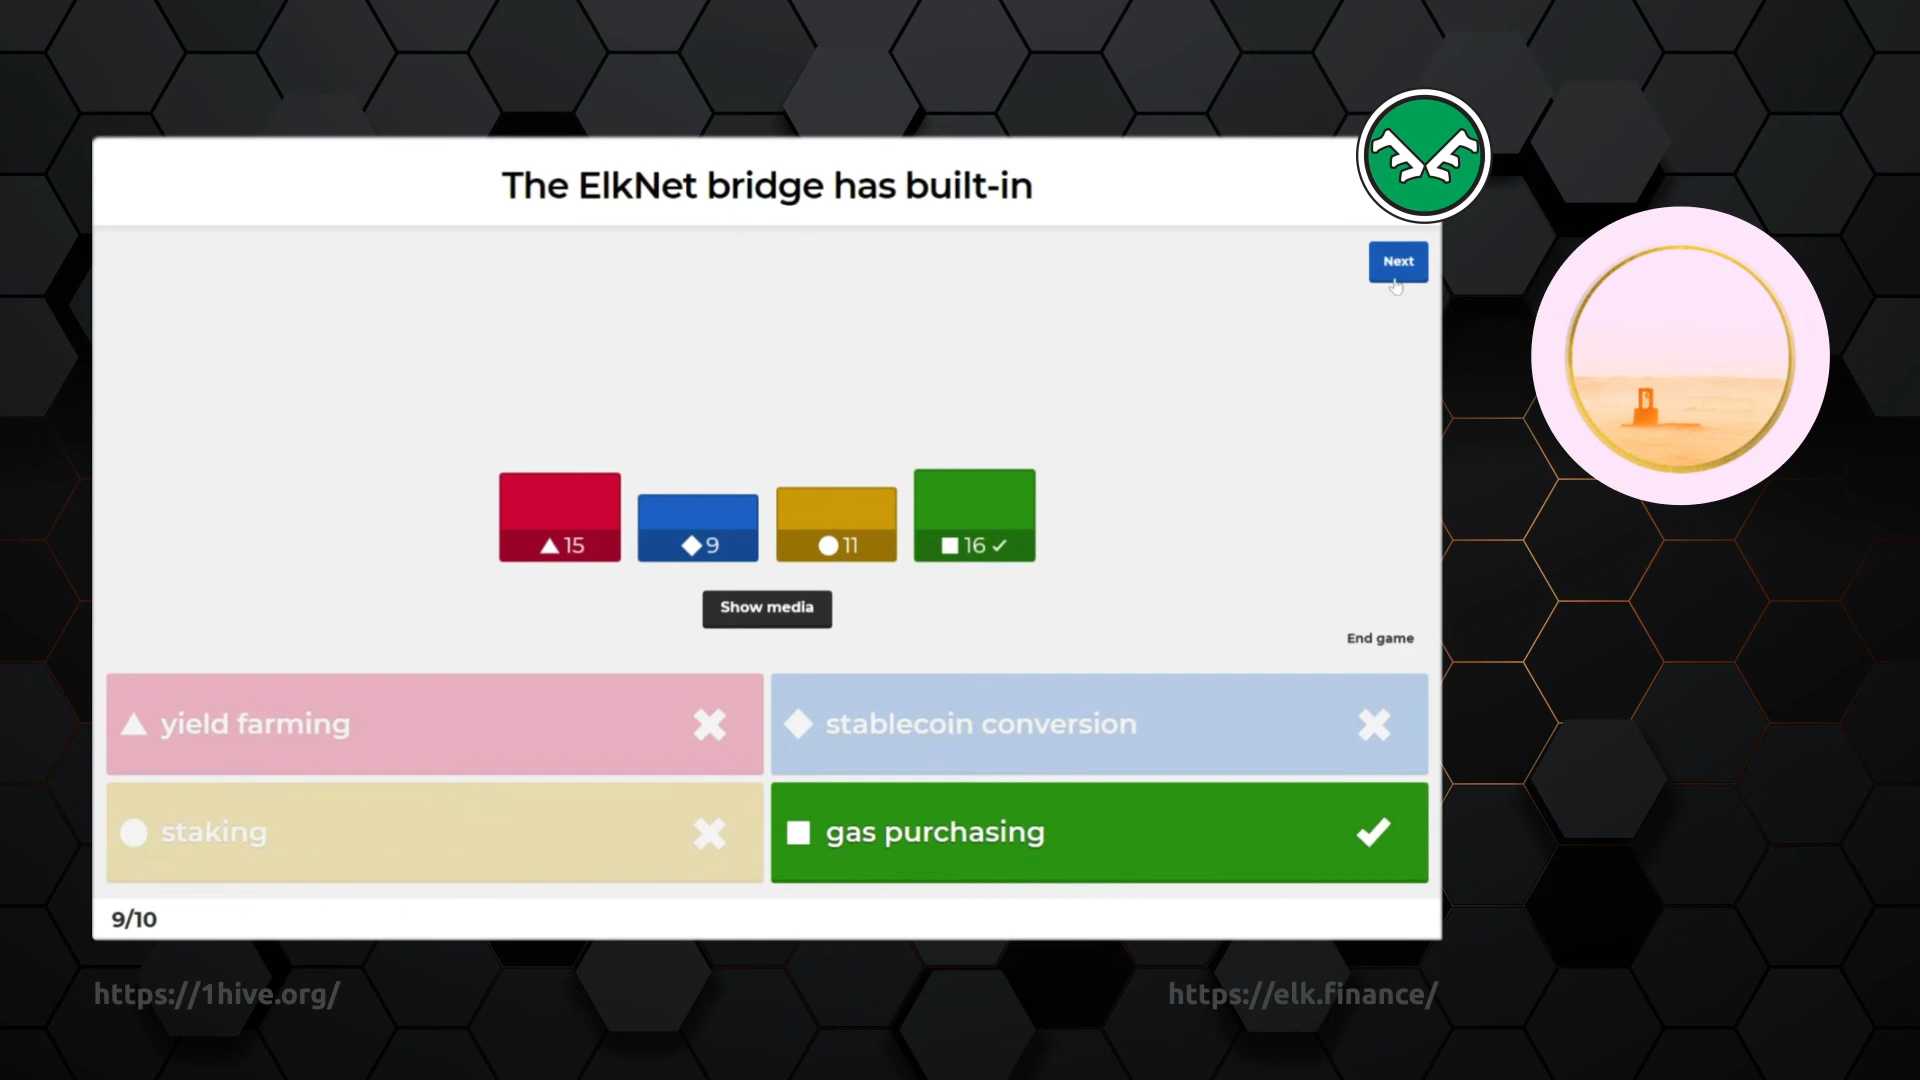 The ElkNet bridge has built-in
Next
15
9
11
16
Show media
End game
yield farming
stablecoin conversion
staking
gas purchasing
9/10
https://1hive.org/
https://elk.finance/